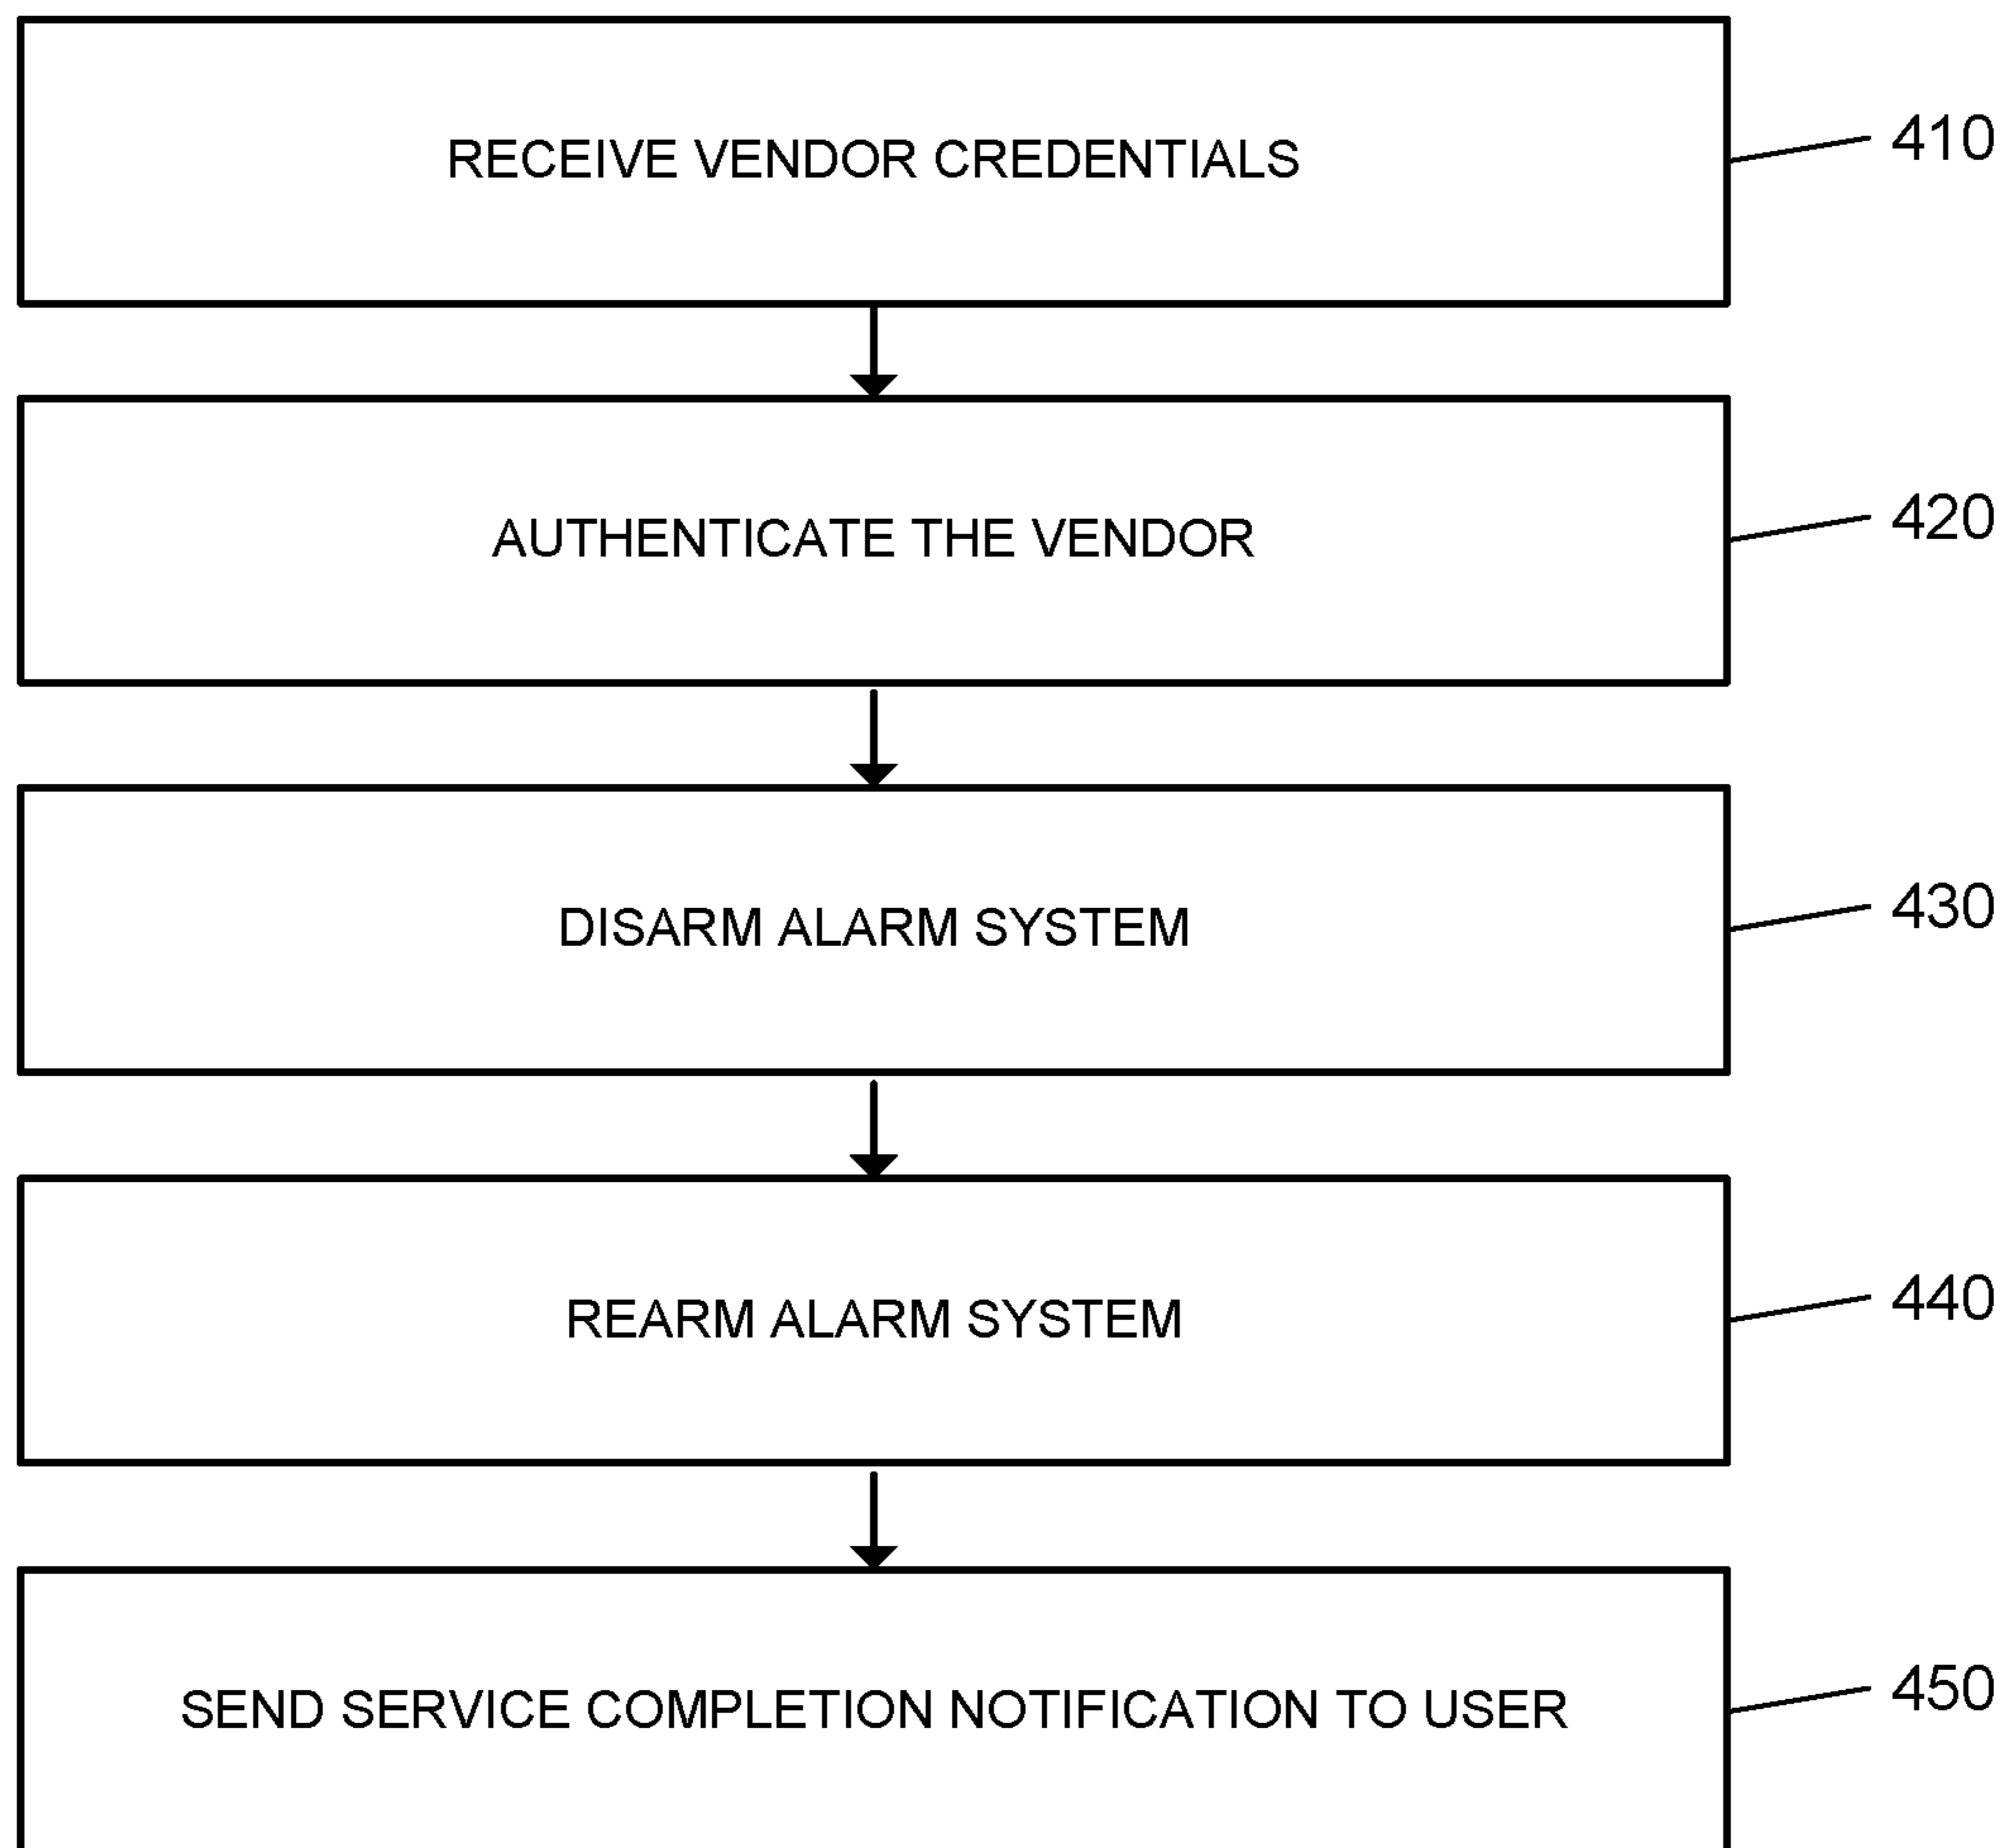 RECEIVE VENDOR CREDENTIALS
410
AUTHENTICATE THE VENDOR
420
DISARM ALARM SYSTEM
430
REARM ALARM SYSTEM
440
SEND SERVICE COMPLETION NOTIFICATION TO USER
450